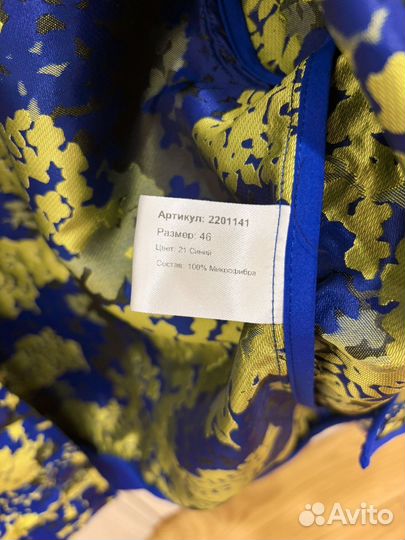 Артикул: 2201141
Размер: 46
Цвет: 21 Синий
Состав: 100% Микрофибра
Avito